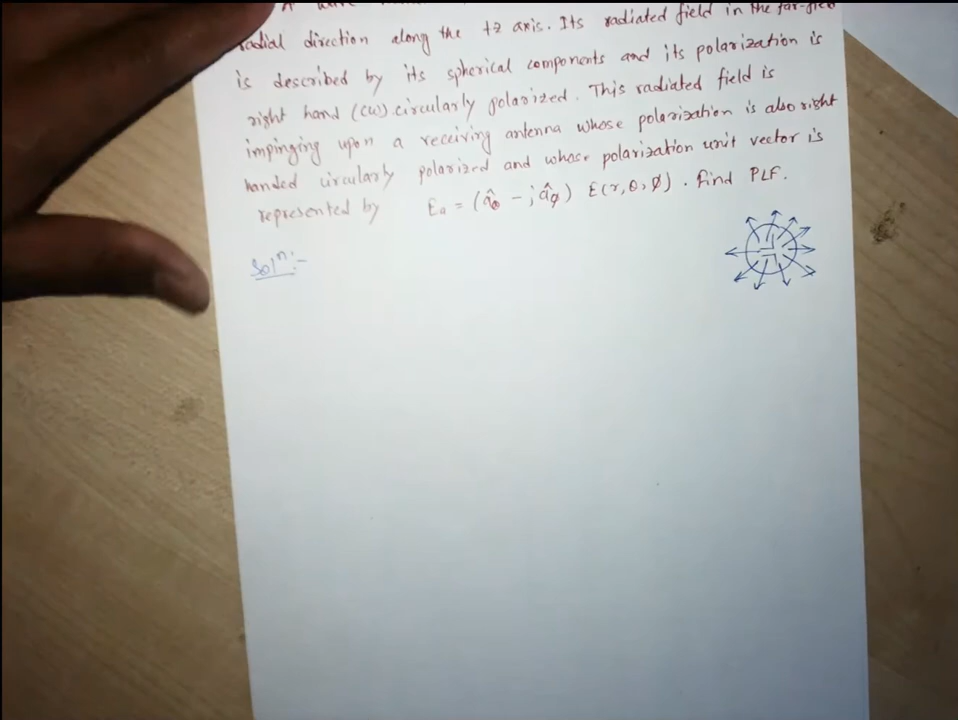 A wave
radial direction along the +z axis. Its radiated field in the far-field
is described by its spherical components and its polarization is
right hand (cw) circularly polarized. This radiated field is
impinging upon a receiving antenna whose polarization is also right
handed circularly polarized and whose polarization unit vector is
represented by Ea = (âθ - jâφ) E(r,θ,φ). Find PLF.
Solⁿ:-